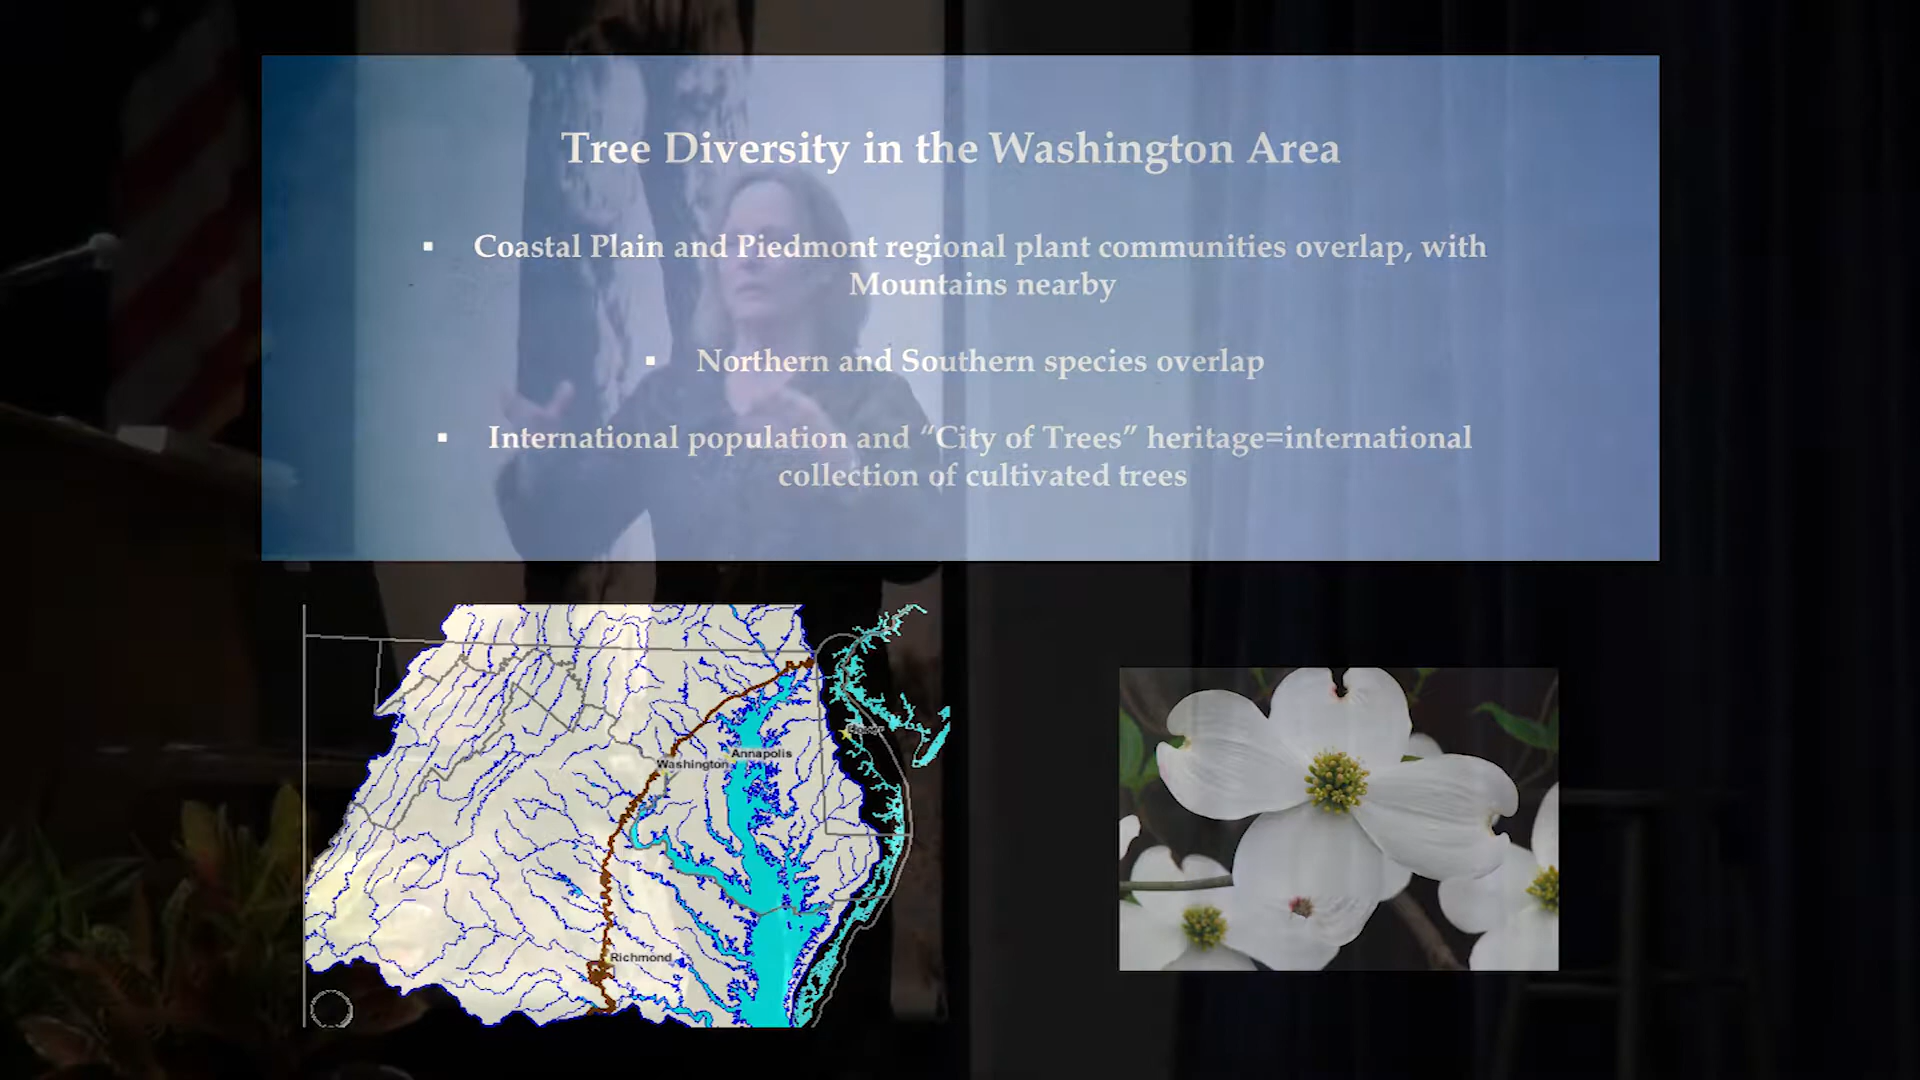 Tree Diversity in the Washington Area
▪ Coastal Plain and Piedmont regional plant communities overlap, with
Mountains nearby
▪ Northern and Southern species overlap
▪ International population and “City of Trees” heritage=international
collection of cultivated trees
Annapolis
Washington
Richmond